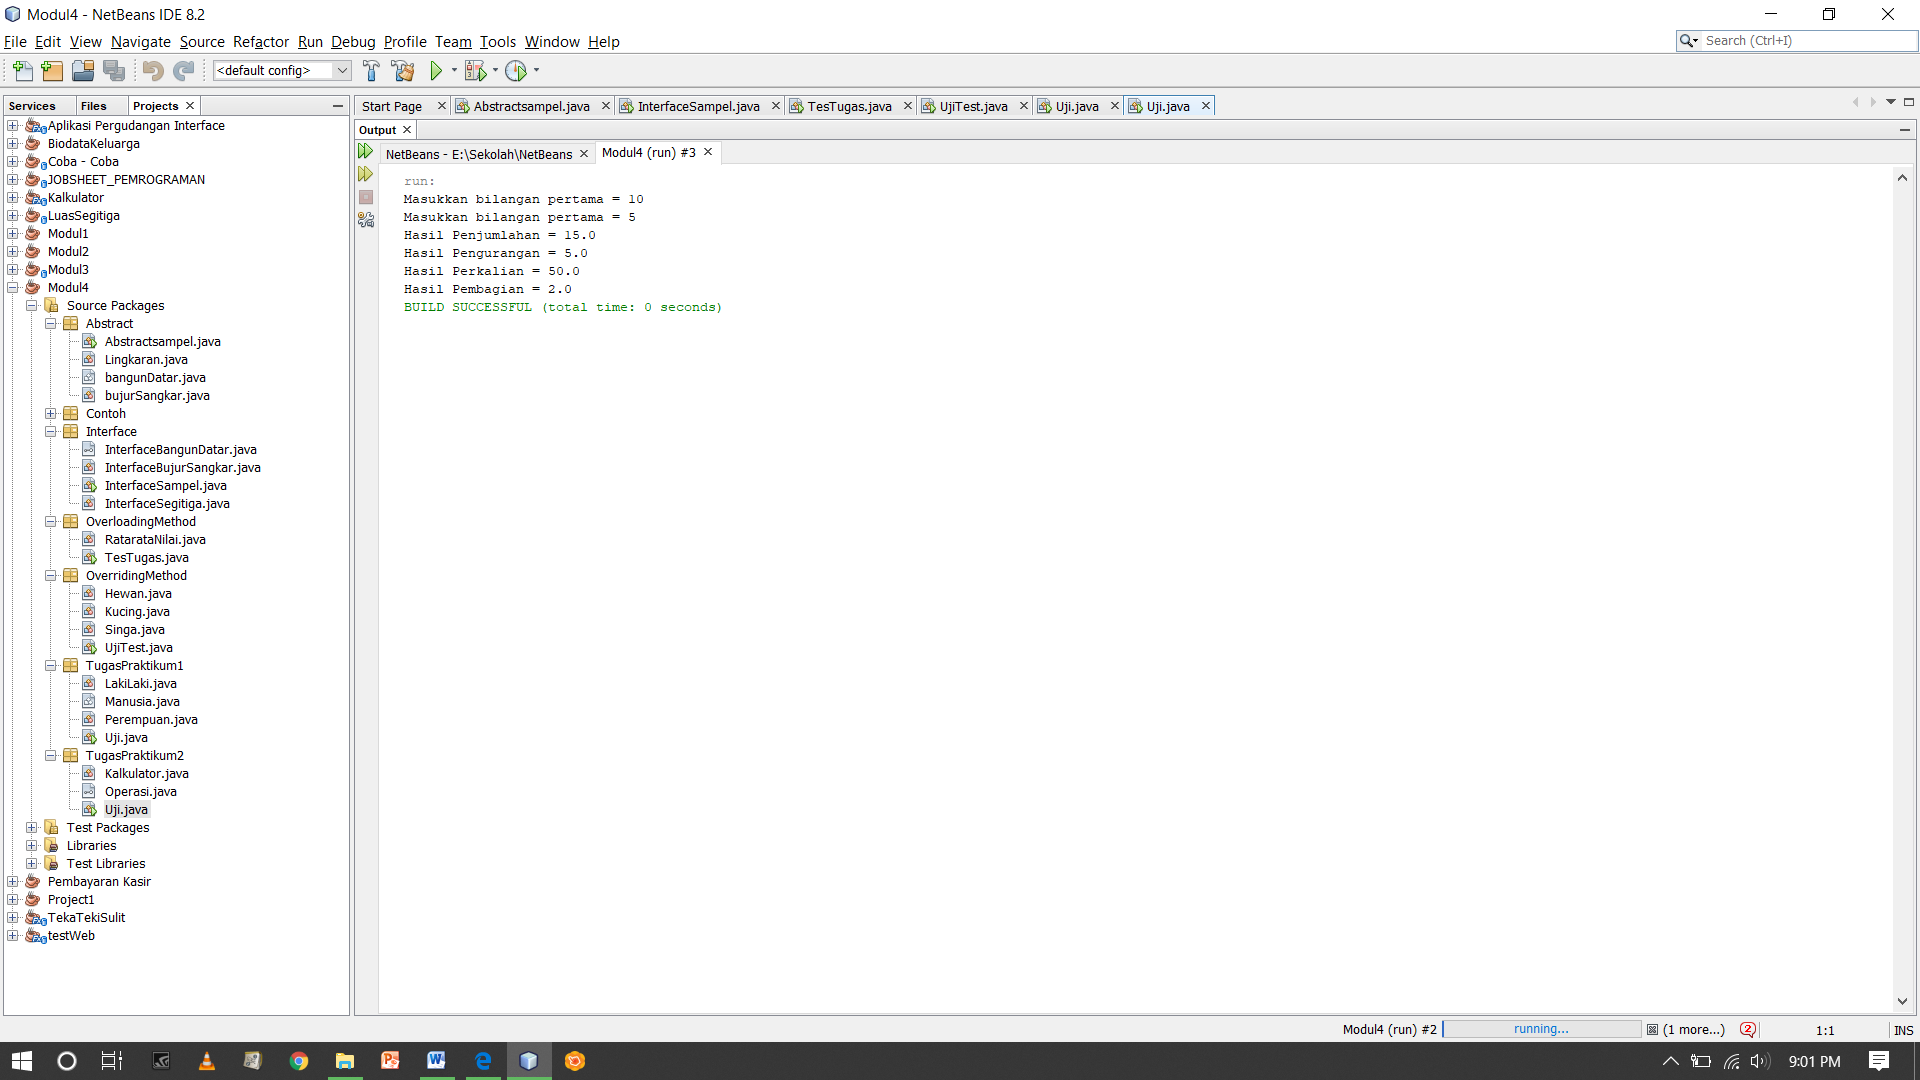 Modul4 - NetBeans IDE 8.2
File Edit View Navigate Source Refactor Run Debug Profile Team Tools Window Help
Search (Ctrl+I)
<default config>
Services Files Projects
Start Page Abstractsampel.java InterfaceSampel.java TesTugas.java UjiTest.java Uji.java Uji.java
Output
NetBeans - E:\Sekolah\NetBeans Modul4 (run) #3
run:
Masukkan bilangan pertama = 10
Masukkan bilangan pertama = 5
Hasil Penjumlahan = 15.0
Hasil Pengurangan = 5.0
Hasil Perkalian = 50.0
Hasil Pembagian = 2.0
BUILD SUCCESSFUL (total time: 0 seconds)
Aplikasi Pergudangan Interface
BiodataKeluarga
Coba - Coba
JOBSHEET_PEMROGRAMAN
Kalkulator
LuasSegitiga
Modul1
Modul2
Modul3
Modul4
Source Packages
Abstract
Abstractsampel.java
Lingkaran.java
bangunDatar.java
bujurSangkar.java
Contoh
Interface
InterfaceBangunDatar.java
InterfaceBujurSangkar.java
InterfaceSampel.java
InterfaceSegitiga.java
OverloadingMethod
RatarataNilai.java
TesTugas.java
OverridingMethod
Hewan.java
Kucing.java
Singa.java
UjiTest.java
TugasPraktikum1
LakiLaki.java
Manusia.java
Perempuan.java
Uji.java
TugasPraktikum2
Kalkulator.java
Operasi.java
Uji.java
Test Packages
Libraries
Test Libraries
Pembayaran Kasir
Project1
TekaTekiSulit
testWeb
Modul4 (run) #2 running... (1 more...) 2 1:1 INS
9:01 PM